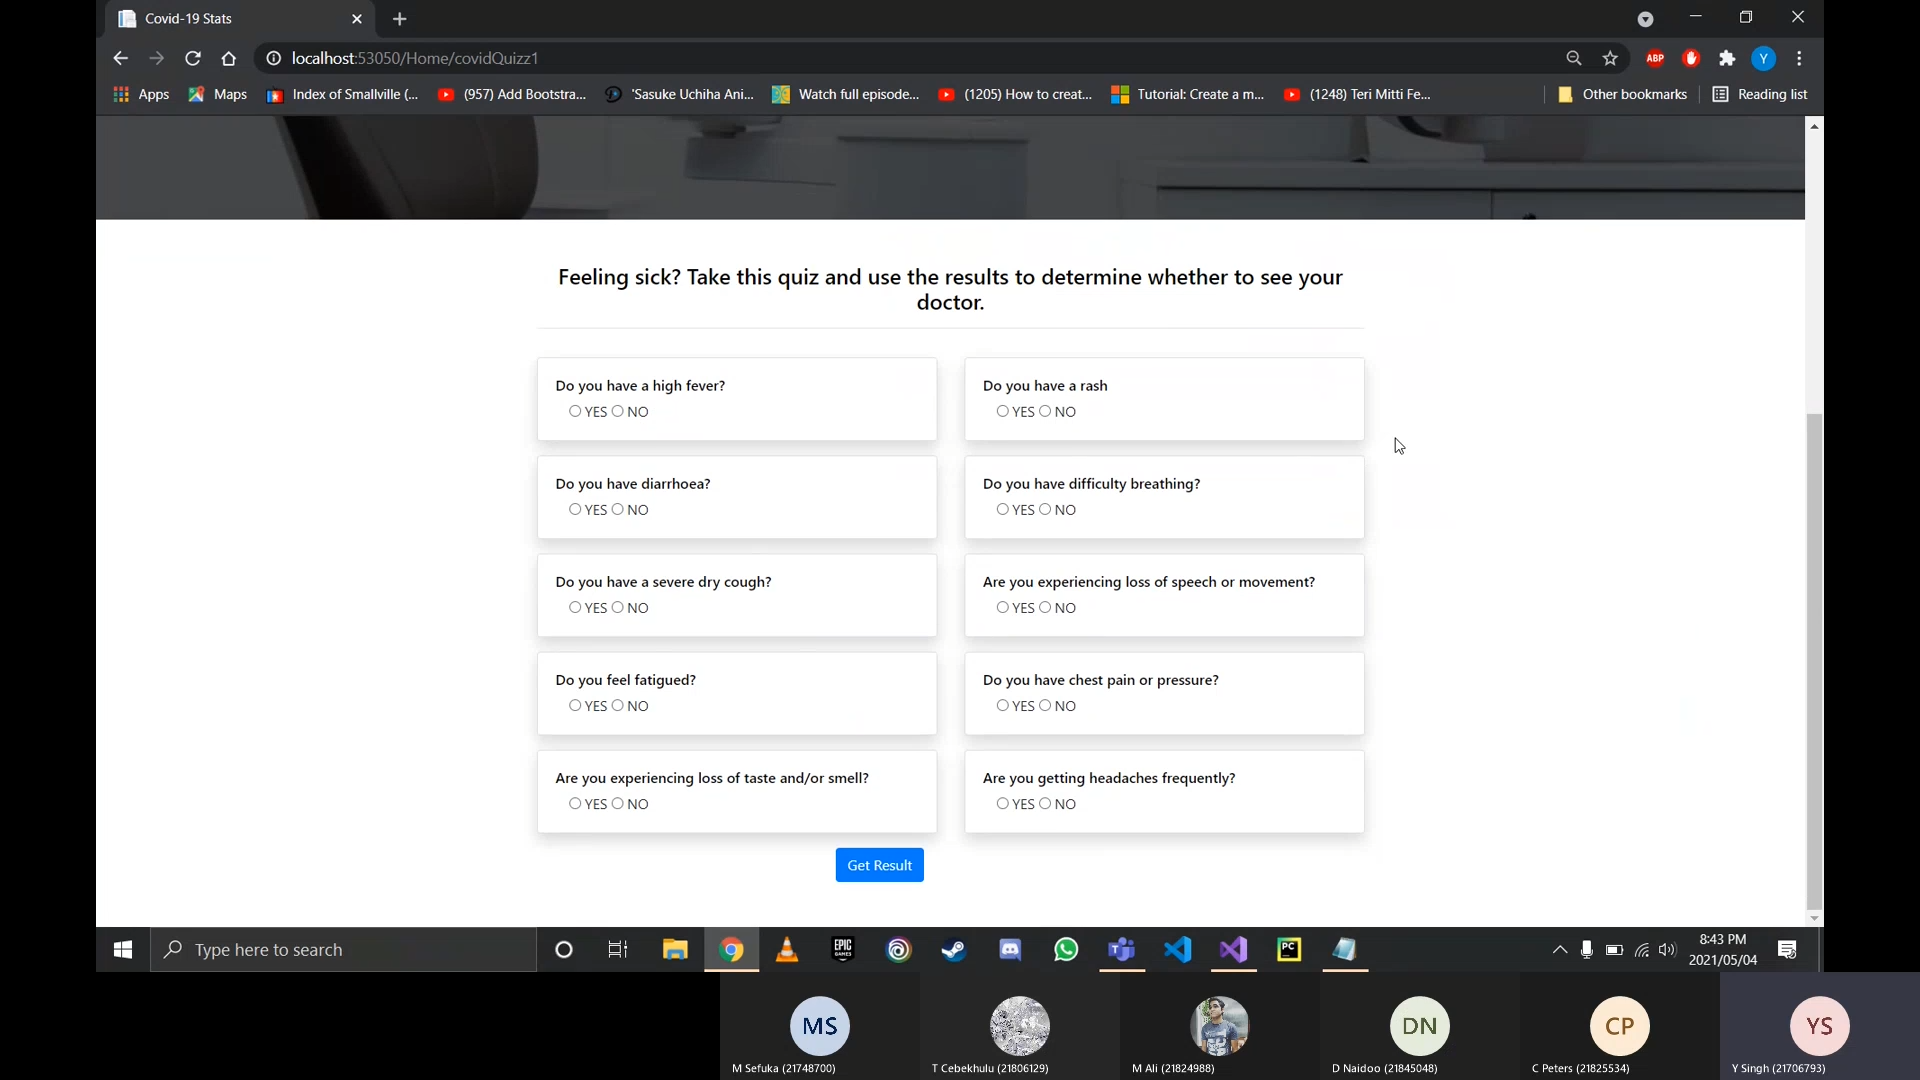 Covid-19 Stats
localhost:53050/Home/covidQuizz1
ABP
Y
Apps
Maps
Index of Smallville (...
(957) Add Bootstra...
'Sasuke Uchiha Ani...
Watch full episode...
(1205) How to creat...
Tutorial: Create a m...
(1248) Teri Mitti Fe...
Other bookmarks
Reading list
Feeling sick? Take this quiz and use the results to determine whether to see your
doctor.
Do you have a high fever?
YES NO
Do you have a rash
YES NO
Do you have diarrhoea?
YES NO
Do you have difficulty breathing?
YES NO
Do you have a severe dry cough?
YES NO
Are you experiencing loss of speech or movement?
YES NO
Do you feel fatigued?
YES NO
Do you have chest pain or pressure?
YES NO
Are you experiencing loss of taste and/or smell?
YES NO
Are you getting headaches frequently?
YES NO
Get Result
Type here to search
EPIC
GAMES
PC
8:43 PM
2021/05/04
MS
DN
CP
YS
M Sefuka (21748700)
T Cebekhulu (21806129)
M Ali (21824988)
D Naidoo (21845048)
C Peters (21825534)
Y Singh (21706793)